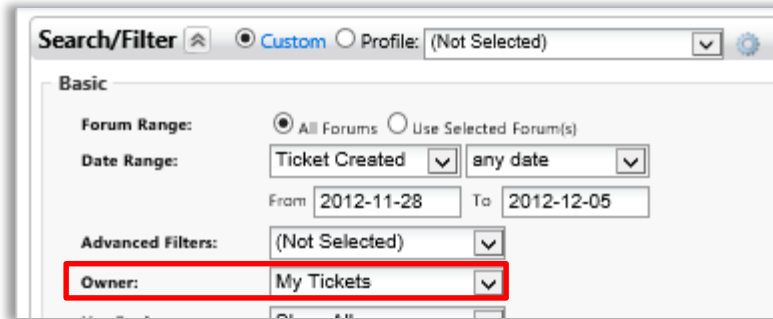 Search/Filter Custom Profile: (Not Selected)
Basic
Forum Range: All Forums Use Selected Forum(s)
Date Range: Ticket Created any date
From 2012-11-28 To 2012-12-05
Advanced Filters: (Not Selected)
Owner: My Tickets